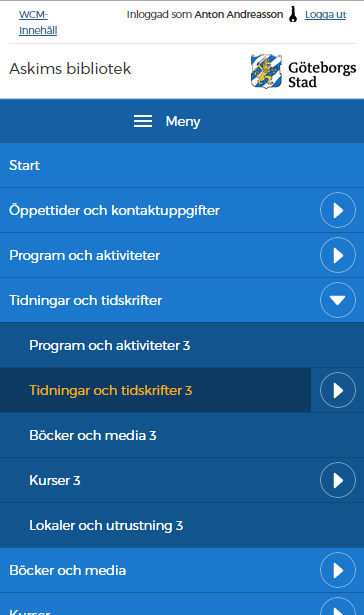 WCM-
Innehåll
Inloggad som Anton Andreasson Logga ut
Askims bibliotek
Göteborgs
Stad
Meny
Start
Öppettider och kontaktuppgifter
Program och aktiviteter
Tidningar och tidskrifter
Program och aktiviteter 3
Tidningar och tidskrifter 3
Böcker och media 3
Kurser 3
Lokaler och utrustning 3
Böcker och media
Kurser